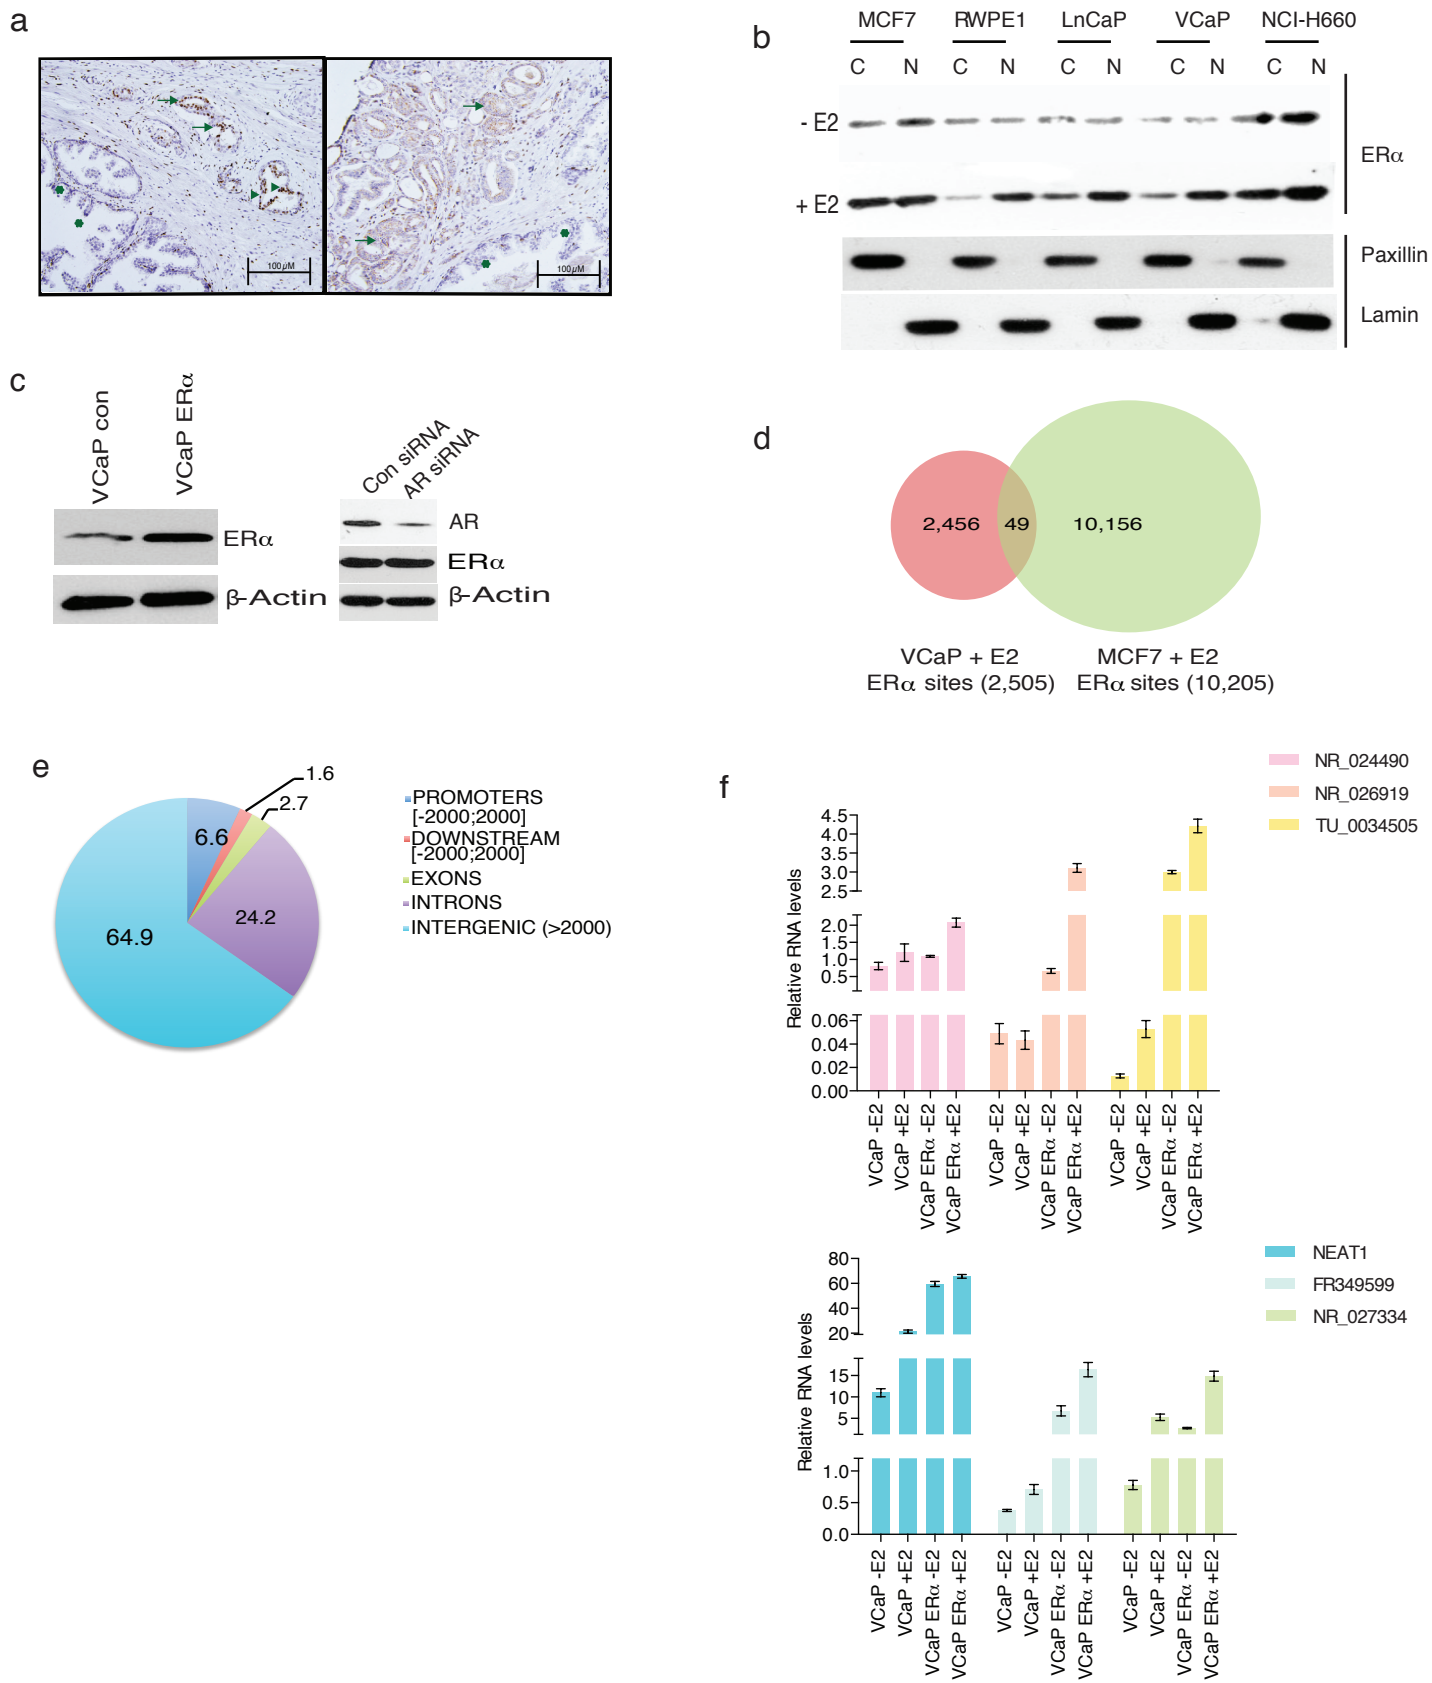 a
100 µM
100 µM
b
MCF7 RWPE1 LnCaP VCaP NCI-H660
C N C N C N C N C N
- E2
+ E2
ERα
Paxillin
Lamin
c
VCaP con
VCaP ERα
ERα
β-Actin
Con siRNA
AR siRNA
AR
ERα
β-Actin
d
2,456 49 10,156
VCaP + E2
ERα sites (2,505)
MCF7 + E2
ERα sites (10,205)
e
1.6
2.7
6.6
24.2
64.9
PROMOTERS
[-2000;2000]
DOWNSTREAM
[-2000;2000]
EXONS
INTRONS
INTERGENIC (>2000)
f
NR_024490
NR_026919
TU_0034505
Relative RNA levels
4.5
4.0
3.5
3.0
2.5
2.0
1.5
1.0
0.5
0.06
0.04
0.02
0.00
VCaP -E2
VCaP +E2
VCaP ERα -E2
VCaP ERα +E2
VCaP -E2
VCaP +E2
VCaP ERα -E2
VCaP ERα +E2
VCaP -E2
VCaP +E2
VCaP ERα -E2
VCaP ERα +E2
NEAT1
FR349599
NR_027334
Relative RNA levels
80
60
40
20
15
10
5
1.0
0.5
0.0
VCaP -E2
VCaP +E2
VCaP ERα -E2
VCaP ERα +E2
VCaP -E2
VCaP +E2
VCaP ERα -E2
VCaP ERα +E2
VCaP -E2
VCaP +E2
VCaP ERα -E2
VCaP ERα +E2